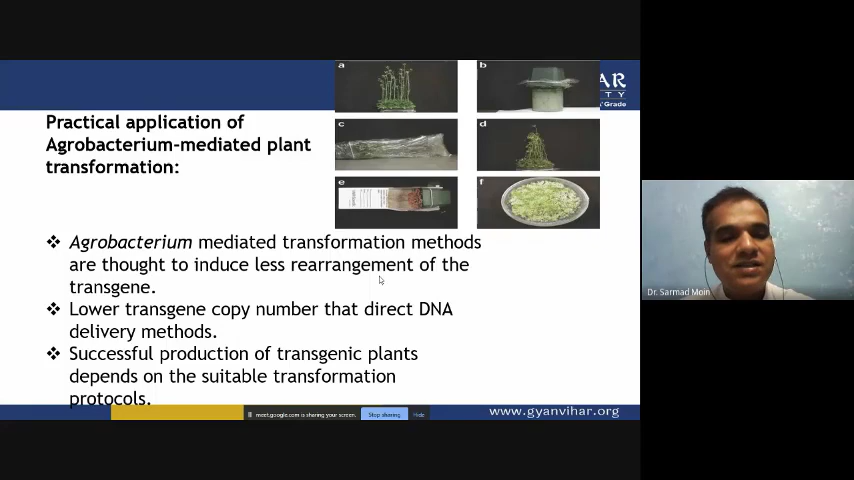 a
b
AR
TY
Grade
Practical application of
Agrobacterium-mediated plant
transformation:
c
d
e
f
❖ Agrobacterium mediated transformation methods
are thought to induce less rearrangement of the
transgene.
❖ Lower transgene copy number that direct DNA
delivery methods.
❖ Successful production of transgenic plants
depends on the suitable transformation
protocols.
meet.google.com is sharing your screen.
Stop sharing
Hide
www.gyanvihar.org
Dr. Sarmad Moin